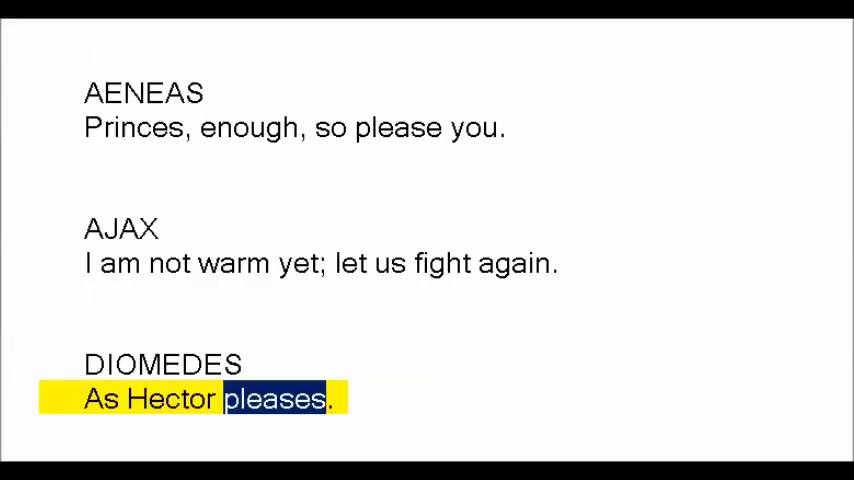 AENEAS
Princes, enough, so please you.
AJAX
I am not warm yet; let us fight again.
DIOMEDES
As Hector pleases.